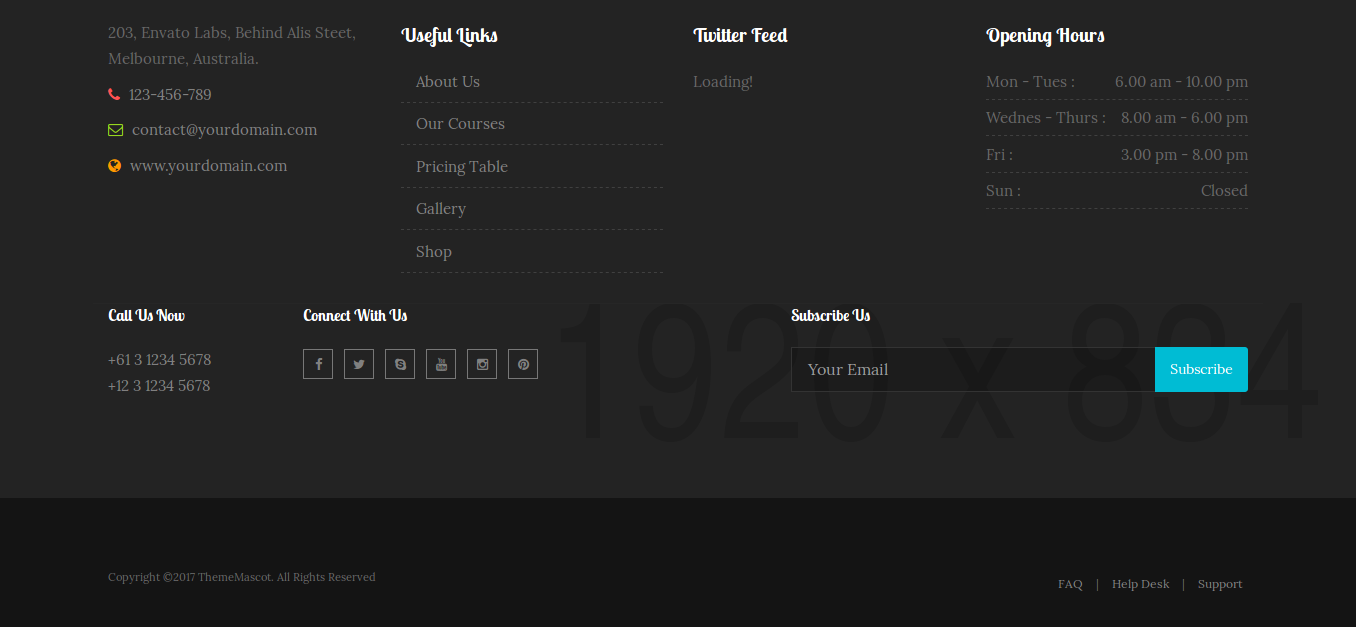 203, Envato Labs, Behind Alis Steet,
Melbourne, Australia.
123-456-789
contact@yourdomain.com
www.yourdomain.com
Useful Links
About Us
Our Courses
Pricing Table
Gallery
Shop
Twitter Feed
Loading!
Opening Hours
Mon - Tues : 6.00 am - 10.00 pm
Wednes - Thurs : 8.00 am - 6.00 pm
Fri : 3.00 pm - 8.00 pm
Sun : Closed
Call Us Now
+61 3 1234 5678
+12 3 1234 5678
Connect With Us
1920 x 834
Subscribe Us
Your Email Subscribe
Copyright ©2017 ThemeMascot. All Rights Reserved
FAQ | Help Desk | Support